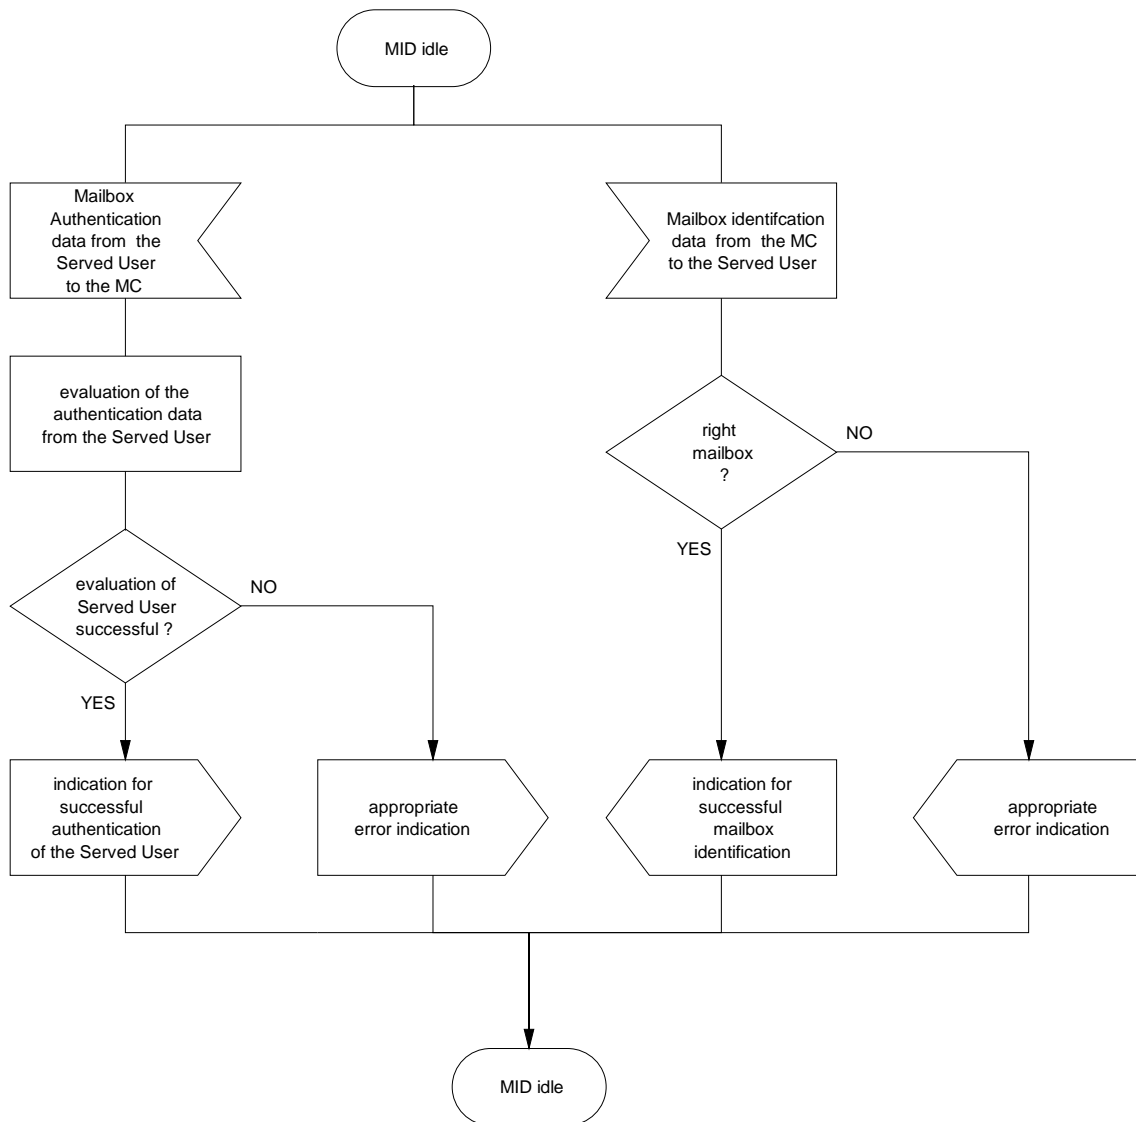 MID idle
Mailbox
Authentication
data from the
Served User
to the MC
Mailbox identifcation
data from the MC
to the Served User
evaluation of the
authentication data
from the Served User
right
mailbox
?
NO
YES
evaluation of
Served User
successful ?
NO
YES
indication for
successful
authentication
of the Served User
appropriate
error indication
indication for
successful
mailbox
identification
appropriate
error indication
MID idle